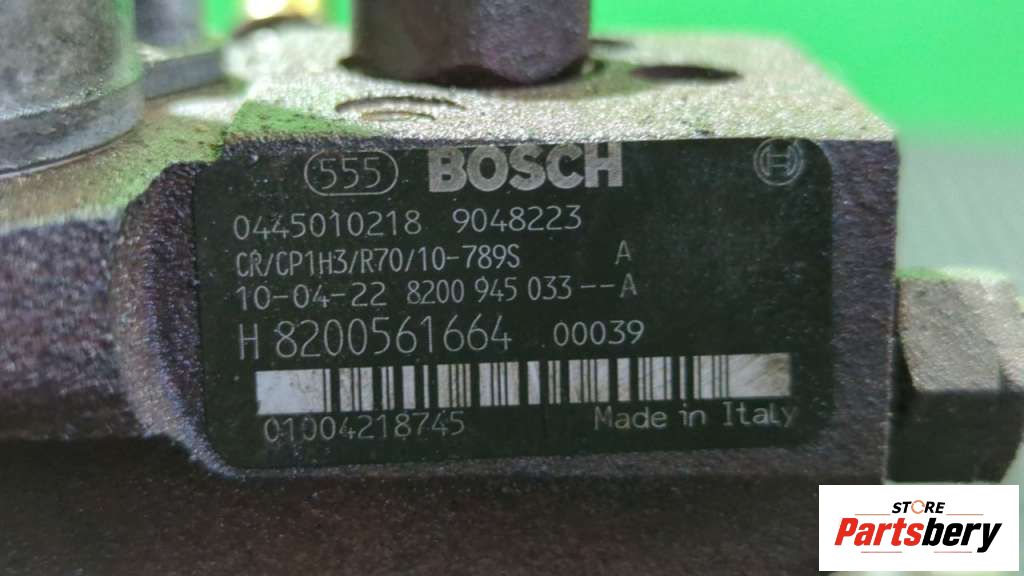 555 BOSCH H
0445010218 9048223
CR/CP1H3/R70/10-789S A
10-04-22 8200 945 033--A
H 8200561664 00039
01004218745 Made in Italy
STORE
Partsbery